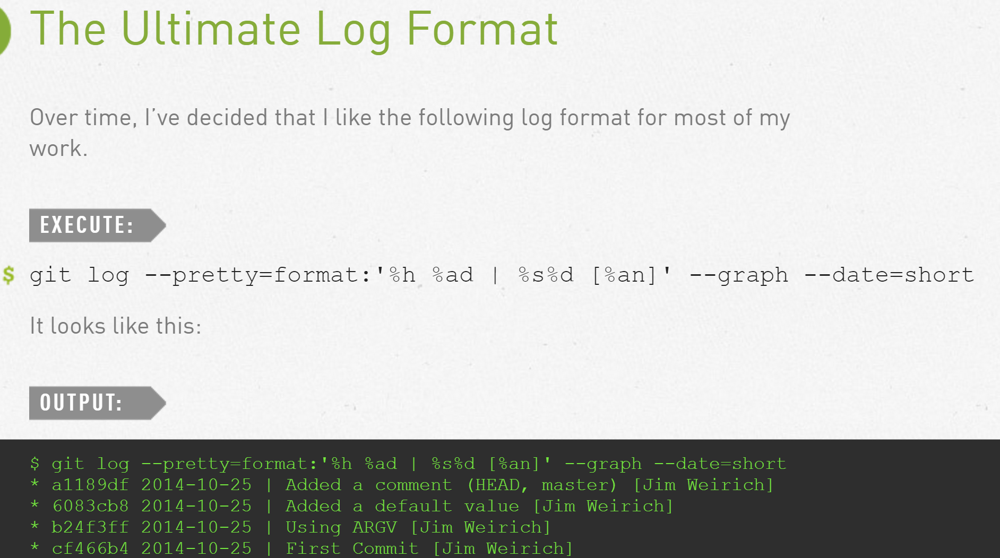 The Ultimate Log Format
Over time, I’ve decided that I like the following log format for most of my
work.
EXECUTE:
$ git log --pretty=format:'%h %ad | %s%d [%an]' --graph --date=short
It looks like this:
OUTPUT:
$ git log --pretty=format:'%h %ad | %s%d [%an]' --graph --date=short
* a1189df 2014-10-25 | Added a comment (HEAD, master) [Jim Weirich]
* 6083cb8 2014-10-25 | Added a default value [Jim Weirich]
* b24f3ff 2014-10-25 | Using ARGV [Jim Weirich]
* cf466b4 2014-10-25 | First Commit [Jim Weirich]